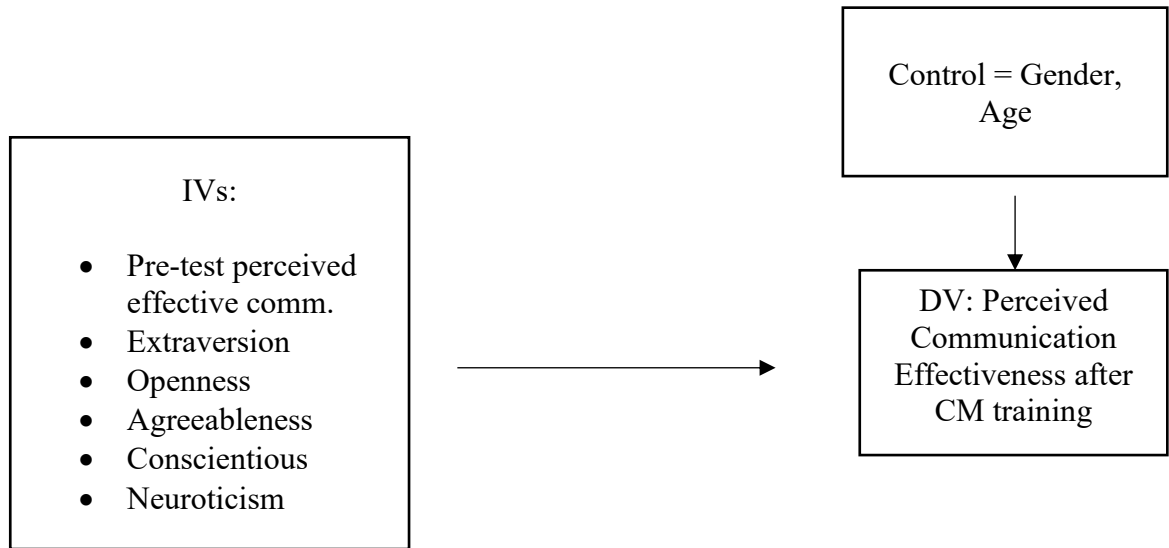 Control = Gender,
Age
IVs:
• Pre-test perceived
effective comm.
• Extraversion
• Openness
• Agreeableness
• Conscientious
• Neuroticism
DV: Perceived
Communication
Effectiveness after
CM training